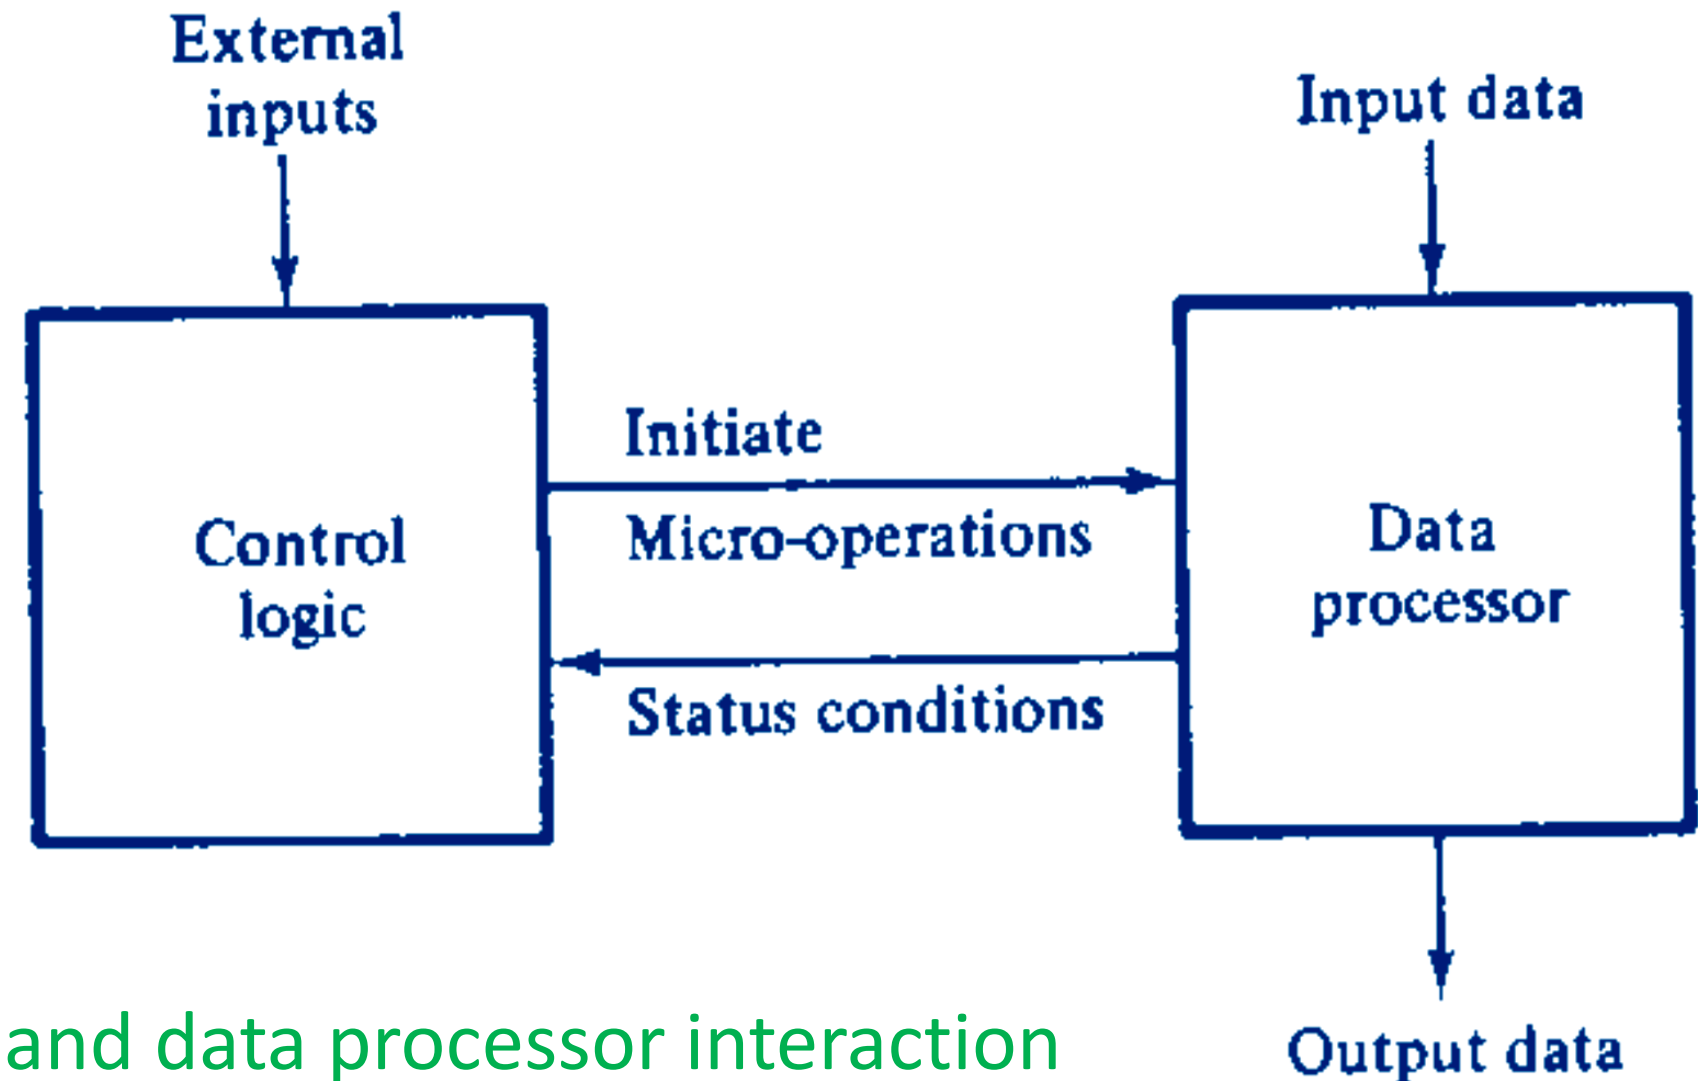 External
inputs
Input data
Initiate
Micro-operations
Control
logic
Data
processor
Status conditions
and data processor interaction
Output data